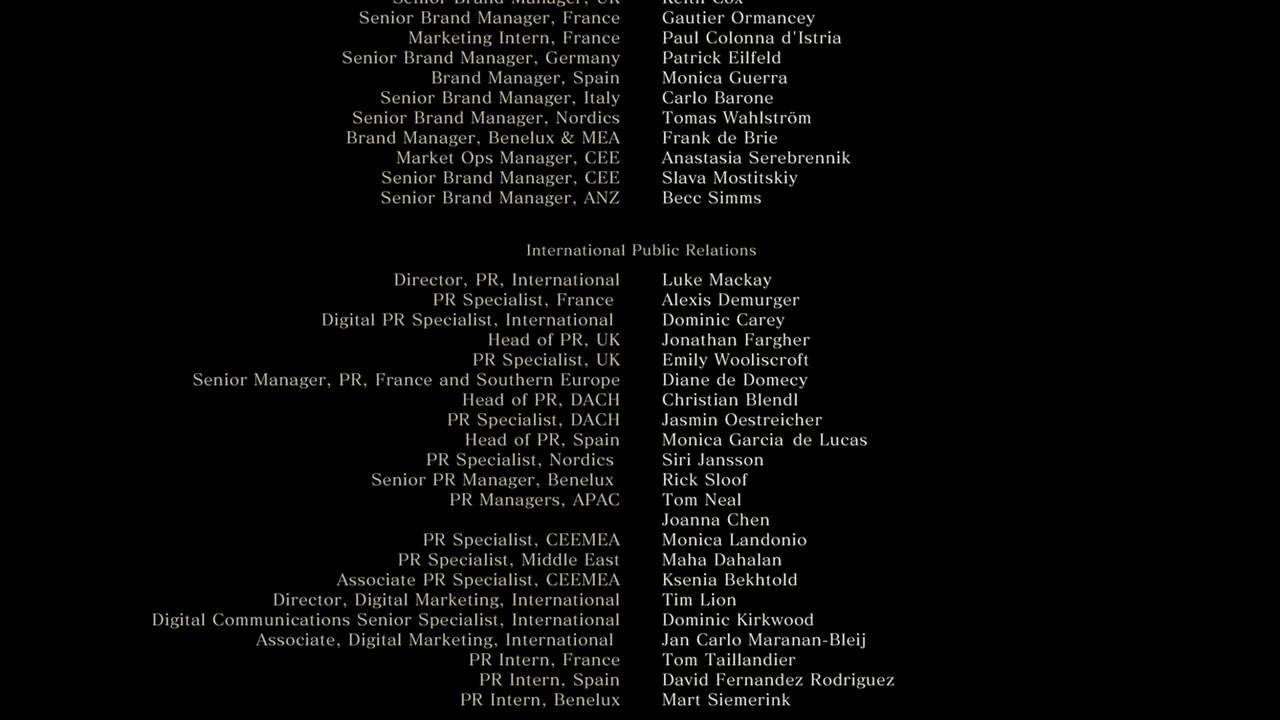 Senior Brand Manager, UK Keith Cox
Senior Brand Manager, France Gautier Ormancey
Marketing Intern, France Paul Colonna d'Istria
Senior Brand Manager, Germany Patrick Eilfeld
Brand Manager, Spain Monica Guerra
Senior Brand Manager, Italy Carlo Barone
Senior Brand Manager, Nordics Tomas Wahlström
Brand Manager, Benelux & MEA Frank de Brie
Market Ops Manager, CEE Anastasia Serebrennik
Senior Brand Manager, CEE Slava Mostitskiy
Senior Brand Manager, ANZ Becc Simms
International Public Relations
Director, PR, International Luke Mackay
PR Specialist, France Alexis Demurger
Digital PR Specialist, International Dominic Carey
Head of PR, UK Jonathan Fargher
PR Specialist, UK Emily Wooliscroft
Senior Manager, PR, France and Southern Europe Diane de Domecy
Head of PR, DACH Christian Blendl
PR Specialist, DACH Jasmin Oestreicher
Head of PR, Spain Monica Garcia de Lucas
PR Specialist, Nordics Siri Jansson
Senior PR Manager, Benelux Rick Sloof
PR Managers, APAC Tom Neal
Joanna Chen
PR Specialist, CEEMEA Monica Landonio
PR Specialist, Middle East Maha Dahalan
Associate PR Specialist, CEEMEA Ksenia Bekhtold
Director, Digital Marketing, International Tim Lion
Digital Communications Senior Specialist, International Dominic Kirkwood
Associate, Digital Marketing, International Jan Carlo Maranan-Bleij
PR Intern, France Tom Taillandier
PR Intern, Spain David Fernandez Rodriguez
PR Intern, Benelux Mart Siemerink